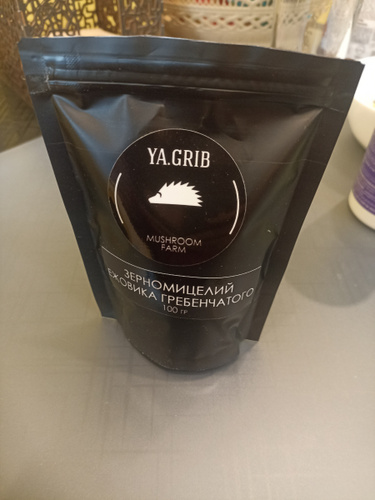 YA.GRIB
MUSHROOM
FARM
ЗЕРНОМИЦЕЛИЙ
ЕЖОВИКА ГРЕБЕНЧАТОГО
100 ГР